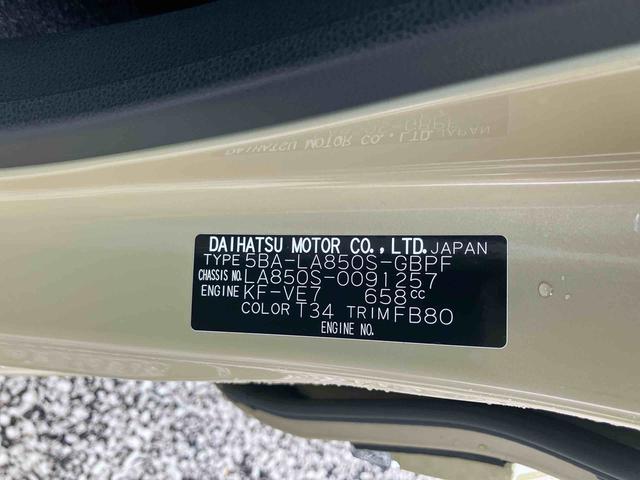 DAIHATSU MOTOR CO., LTD. JAPAN
TYPE 5BA-LA850S-GBPF
CHASSIS NO. LA850S-0091257
ENGINE KF-VE7 658cc
COLOR T34 TRIM FB80
ENGINE NO.